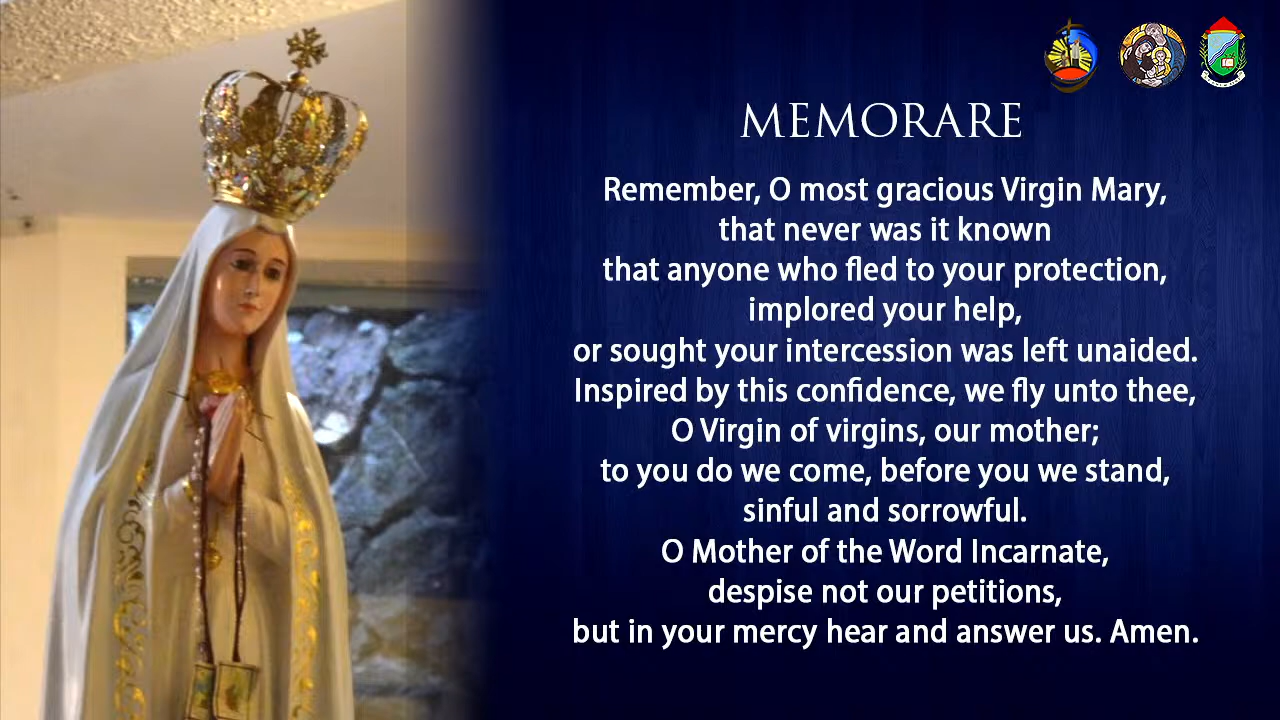 MEMORARE
Remember, O most gracious Virgin Mary,
that never was it known
that anyone who fled to your protection,
implored your help,
or sought your intercession was left unaided.
Inspired by this confidence, we fly unto thee,
O Virgin of virgins, our mother;
to you do we come, before you we stand,
sinful and sorrowful.
O Mother of the Word Incarnate,
despise not our petitions,
but in your mercy hear and answer us. Amen.